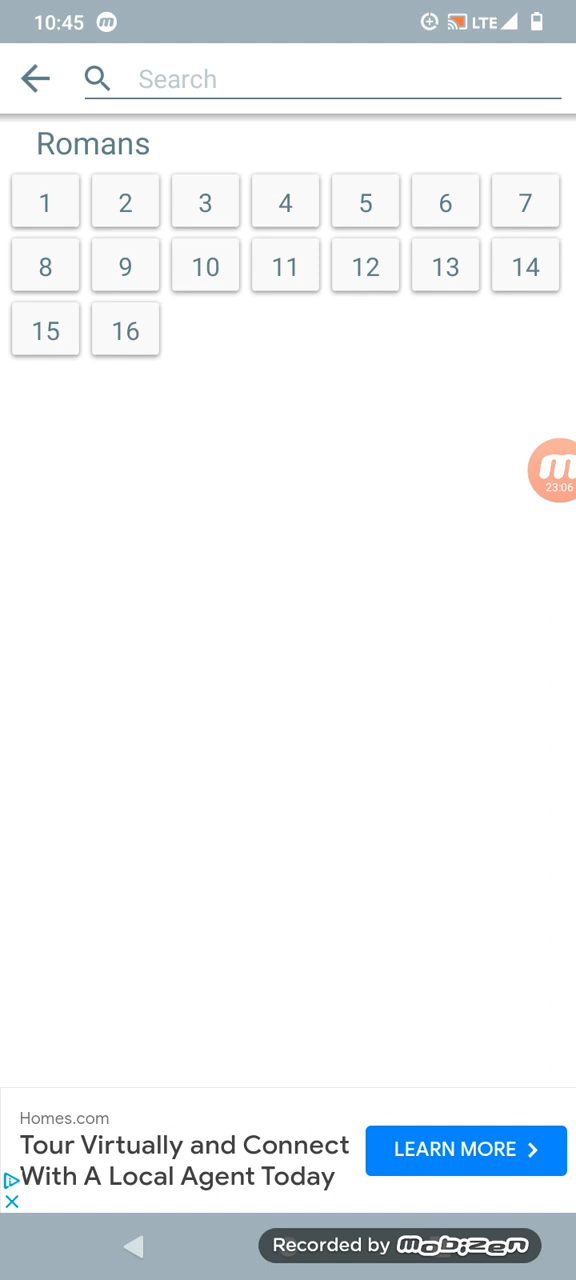 10:45 m LTE
Search
Romans
1 2 3 4 5 6 7
8 9 10 11 12 13 14
15 16
m
23:06
Homes.com
Tour Virtually and Connect
With A Local Agent Today
LEARN MORE
Recorded by mobizen